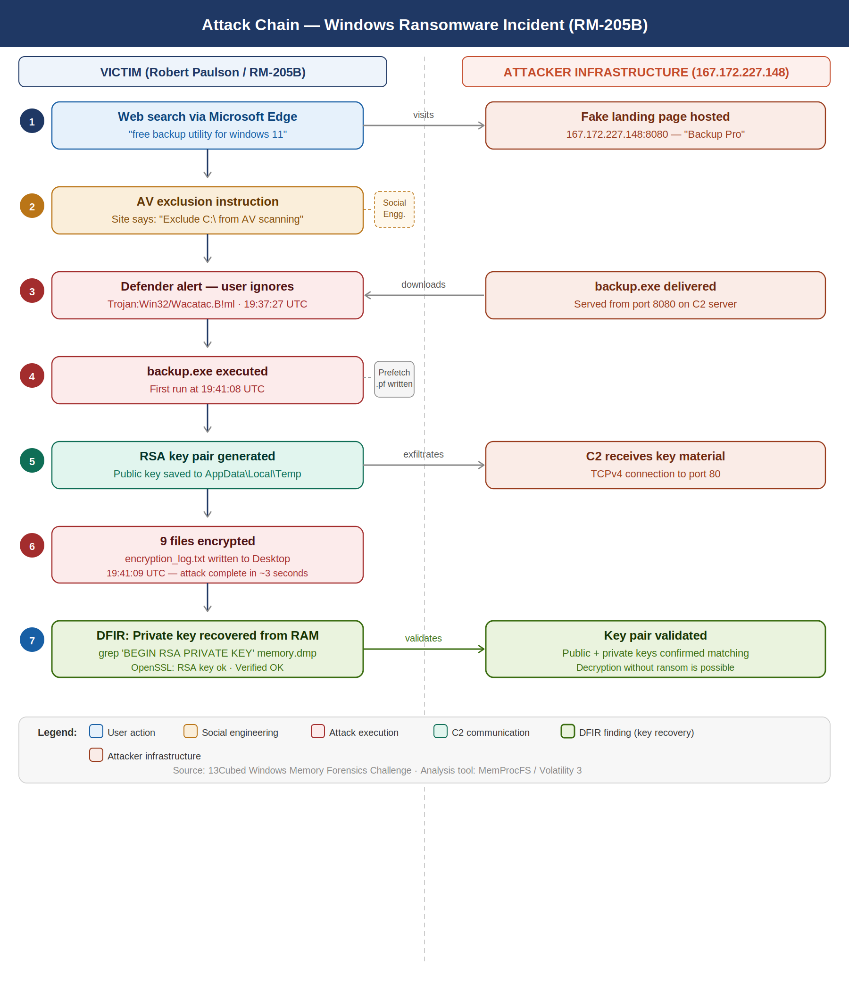 Attack Chain — Windows Ransomware Incident (RM-205B)
VICTIM (Robert Paulson / RM-205B)
ATTACKER INFRASTRUCTURE (167.172.227.148)
1
Web search via Microsoft Edge
"free backup utility for windows 11"
visits
Fake landing page hosted
167.172.227.148:8080 — "Backup Pro"
2
AV exclusion instruction
Site says: "Exclude C:\ from AV scanning"
Social
Engg.
3
Defender alert — user ignores
Trojan:Win32/Wacatac.B!ml · 19:37:27 UTC
downloads
backup.exe delivered
Served from port 8080 on C2 server
4
backup.exe executed
First run at 19:41:08 UTC
Prefetch
.pf written
5
RSA key pair generated
Public key saved to AppData\Local\Temp
exfiltrates
C2 receives key material
TCPv4 connection to port 80
6
9 files encrypted
encryption_log.txt written to Desktop
19:41:09 UTC — attack complete in ~3 seconds
7
DFIR: Private key recovered from RAM
grep 'BEGIN RSA PRIVATE KEY' memory.dmp
OpenSSL: RSA key ok · Verified OK
validates
Key pair validated
Public + private keys confirmed matching
Decryption without ransom is possible
Legend:
User action
Social engineering
Attack execution
C2 communication
DFIR finding (key recovery)
Attacker infrastructure
Source: 13Cubed Windows Memory Forensics Challenge · Analysis tool: MemProcFS / Volatility 3